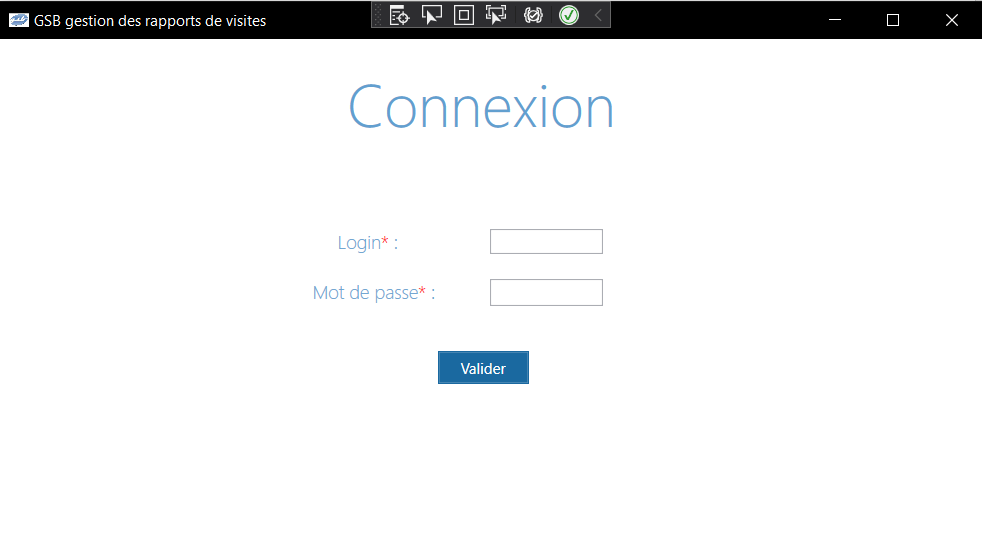 GSB gestion des rapports de visites
Connexion
Login* :
Mot de passe* :
Valider